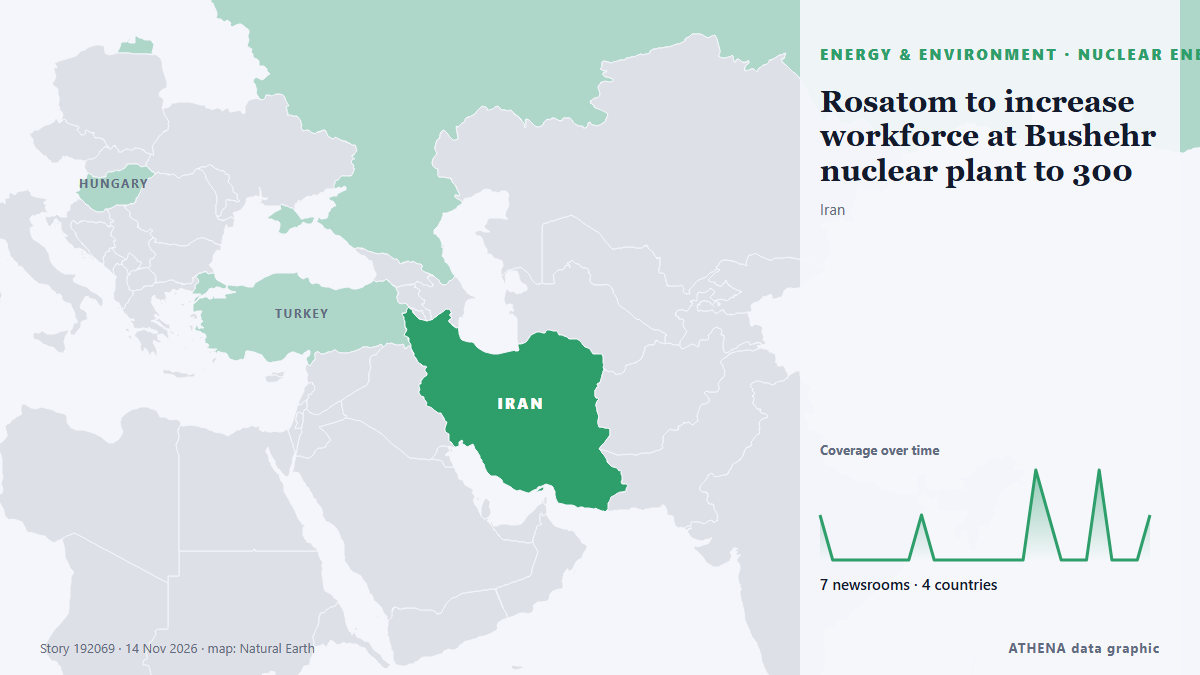 ENERGY & ENVIRONMENT · NUCLEAR ENE
Rosatom to increase
workforce at Bushehr
nuclear plant to 300
Iran
HUNGARY
TURKEY
IRAN
Coverage over time
7 newsrooms · 4 countries
Story 192069 · 14 Nov 2026 · map: Natural Earth
ATHENA data graphic